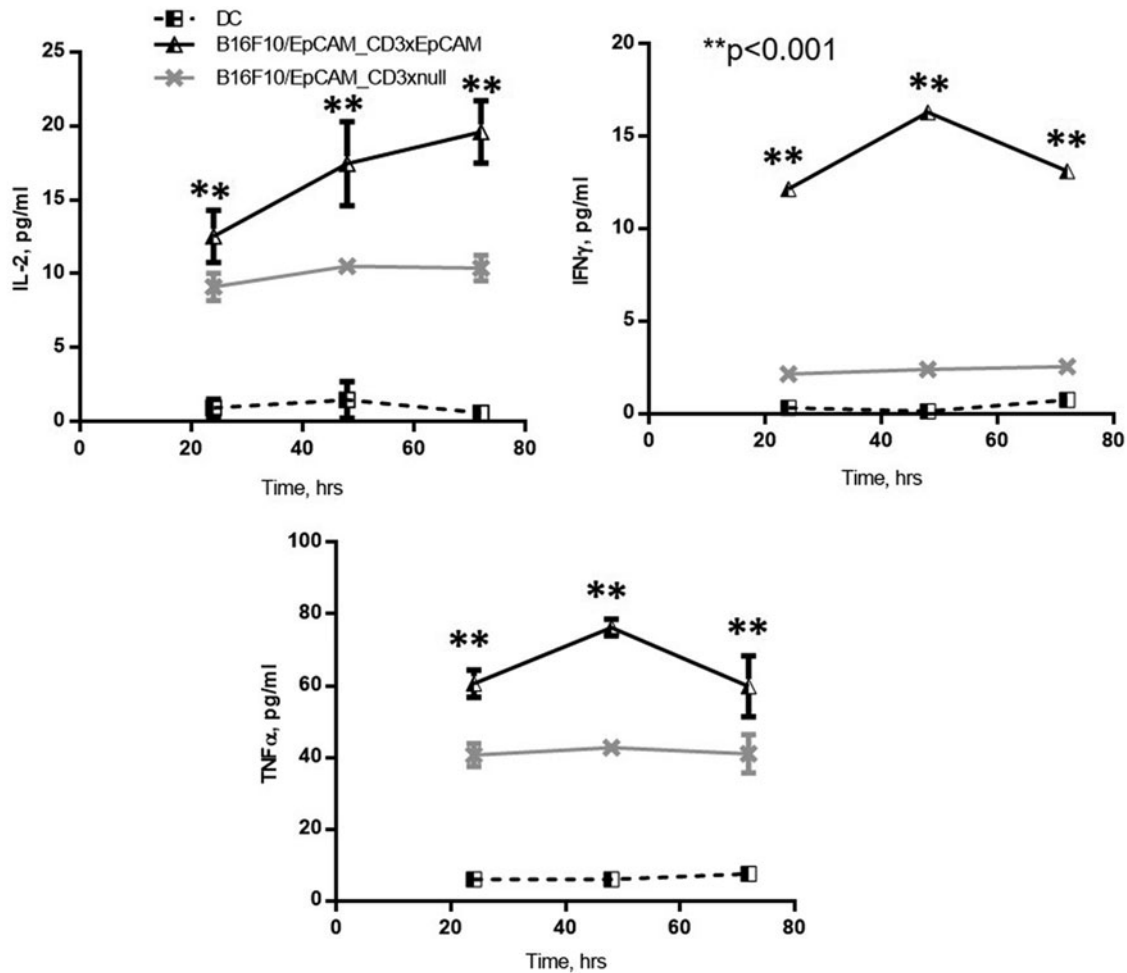 DC
B16F10/EpCAM_CD3xEpCAM
B16F10/EpCAM_CD3xnull
25
20
15
10
5
0
IL-2, pg/ml
** ** **
0 20 40 60 80
Time, hrs
**p<0.001
20
15
10
5
0
IFNγ, pg/ml
** ** **
0 20 40 60 80
Time, hrs
100
80
60
40
20
0
TNFα, pg/ml
** ** **
0 20 40 60 80
Time, hrs